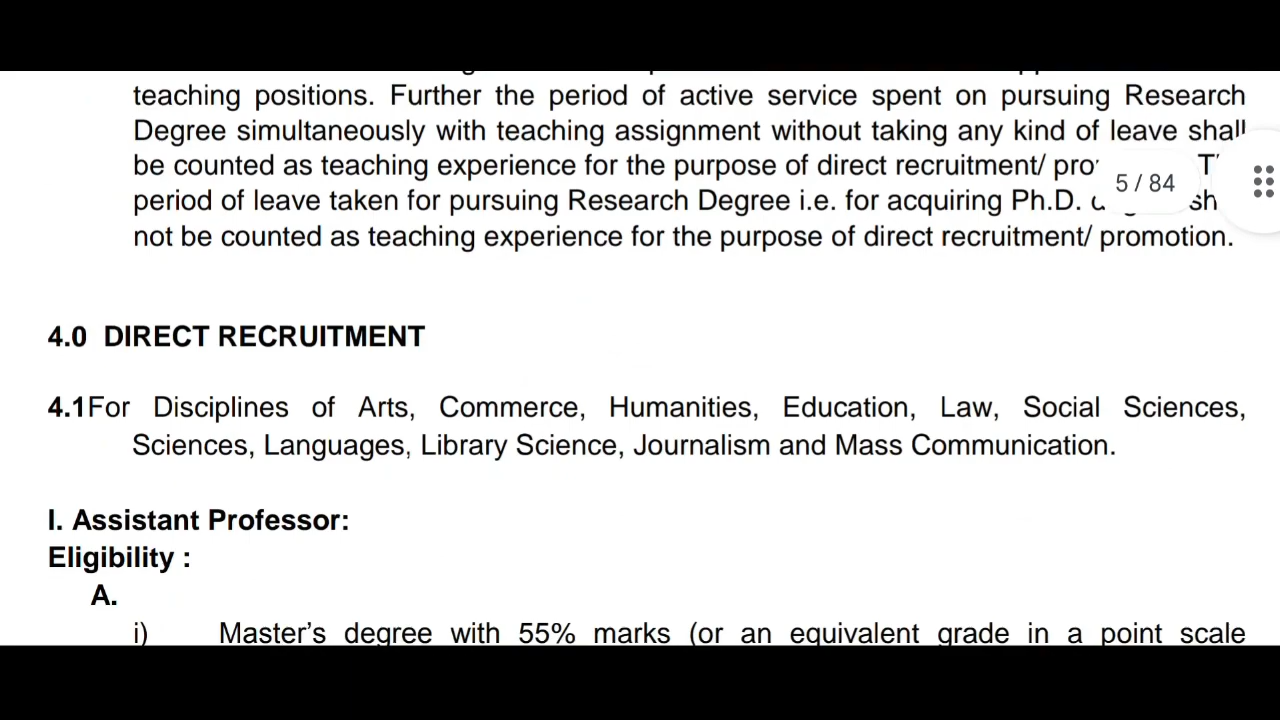 teaching positions. Further the period of active service spent on pursuing Research
Degree simultaneously with teaching assignment without taking any kind of leave shall
be counted as teaching experience for the purpose of direct recruitment/
period of leave taken for pursuing Research Degree i.e. for acquiring Ph.D.
not be counted as teaching experience for the purpose of direct recruitment/ promotion.
5 / 84
4.0 DIRECT RECRUITMENT
4.1For Disciplines of Arts, Commerce, Humanities, Education, Law, Social Sciences,
Sciences, Languages, Library Science, Journalism and Mass Communication.
I. Assistant Professor:
Eligibility :
A.
i) Master's degree with 55% marks (or an equivalent grade in a point scale